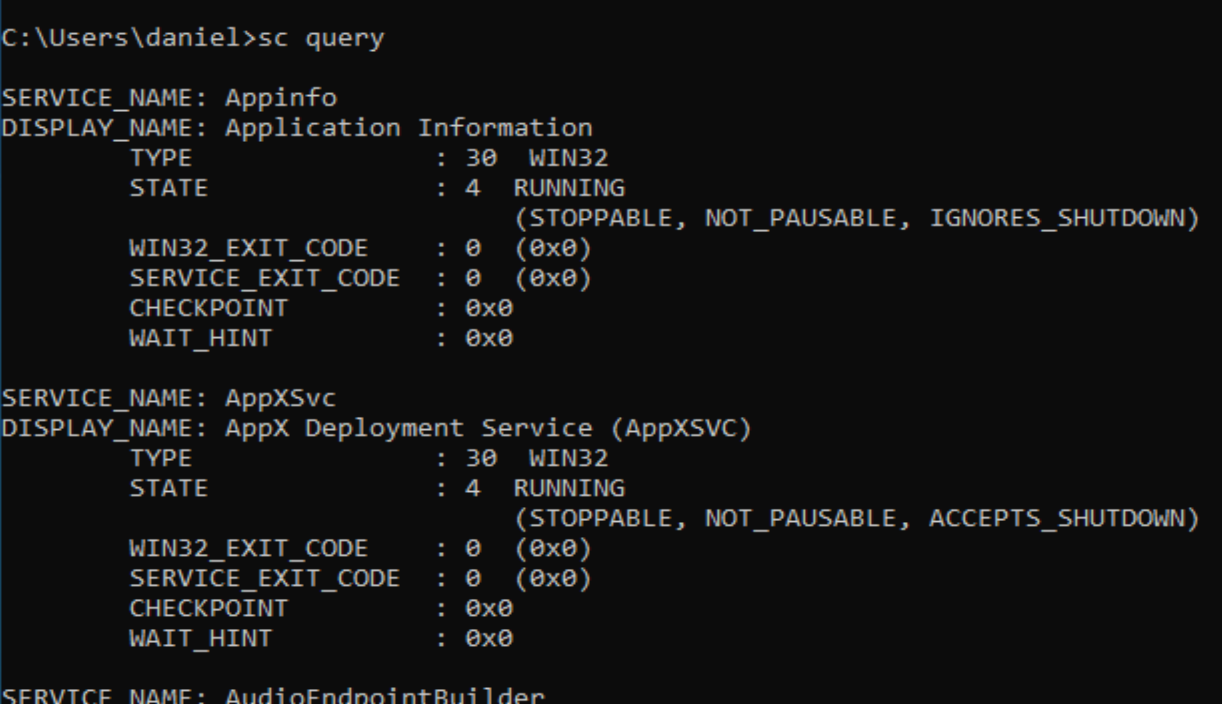 C:\Users\daniel>sc query
SERVICE_NAME: Appinfo
DISPLAY_NAME: Application Information
TYPE : 30 WIN32
STATE : 4 RUNNING
(STOPPABLE, NOT_PAUSABLE, IGNORES_SHUTDOWN)
WIN32_EXIT_CODE : 0 (0x0)
SERVICE_EXIT_CODE : 0 (0x0)
CHECKPOINT : 0x0
WAIT_HINT : 0x0
SERVICE_NAME: AppXSvc
DISPLAY_NAME: AppX Deployment Service (AppXSVC)
TYPE : 30 WIN32
STATE : 4 RUNNING
(STOPPABLE, NOT_PAUSABLE, ACCEPTS_SHUTDOWN)
WIN32_EXIT_CODE : 0 (0x0)
SERVICE_EXIT_CODE : 0 (0x0)
CHECKPOINT : 0x0
WAIT_HINT : 0x0
SERVICE_NAME: AudioEndpointBuilder